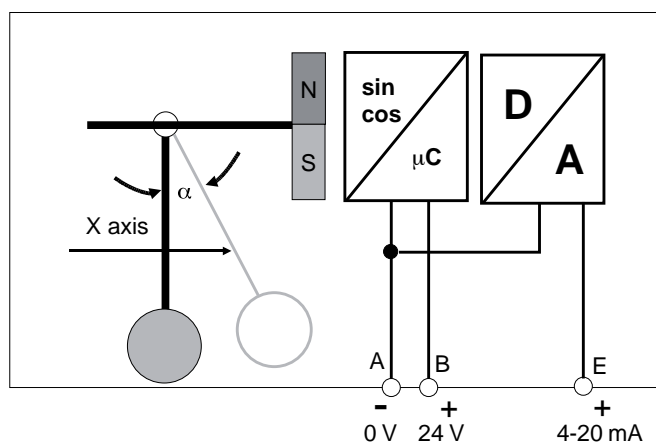 N
S
sin
cos
μC
D
A
α
X axis
A
B
E
-
+
+
0 V
24 V
4-20 mA